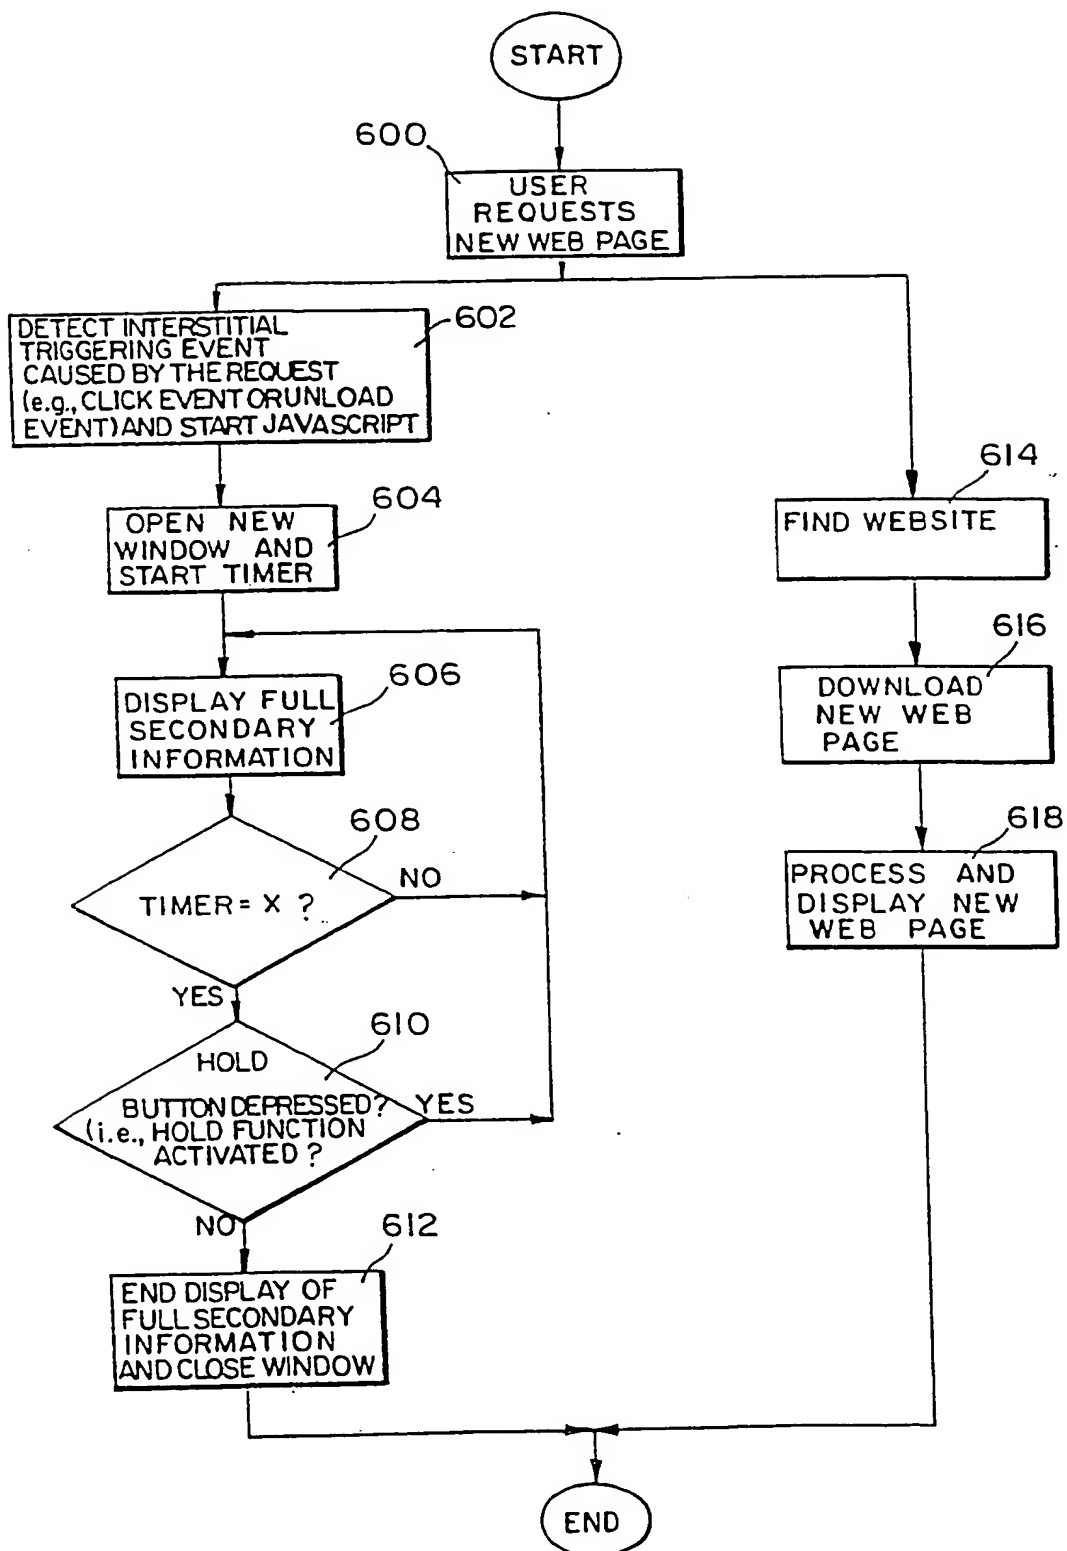 START
600
USER
REQUESTS
NEW WEB PAGE
602
DETECT INTERSTITIAL
TRIGGERING EVENT
CAUSED BY THE REQUEST
(e.g., CLICK EVENT OR UNLOAD
EVENT) AND START JAVASCRIPT
604
OPEN NEW
WINDOW AND
START TIMER
606
DISPLAY FULL
SECONDARY
INFORMATION
608
TIMER = X ?
NO
YES
610
HOLD
BUTTON DEPRESSED?
(i.e., HOLD FUNCTION
ACTIVATED ?
YES
NO
612
END DISPLAY OF
FULL SECONDARY
INFORMATION
AND CLOSE WINDOW
614
FIND WEBSITE
616
DOWNLOAD
NEW WEB
PAGE
618
PROCESS AND
DISPLAY NEW
WEB PAGE
END